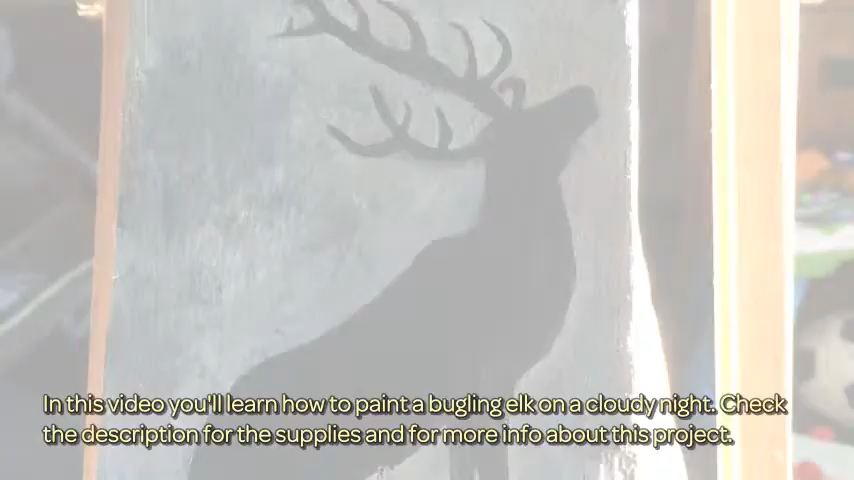 In this video you'll learn how to paint a bugling elk on a cloudy night. Check
the description for the supplies and for more info about this project.